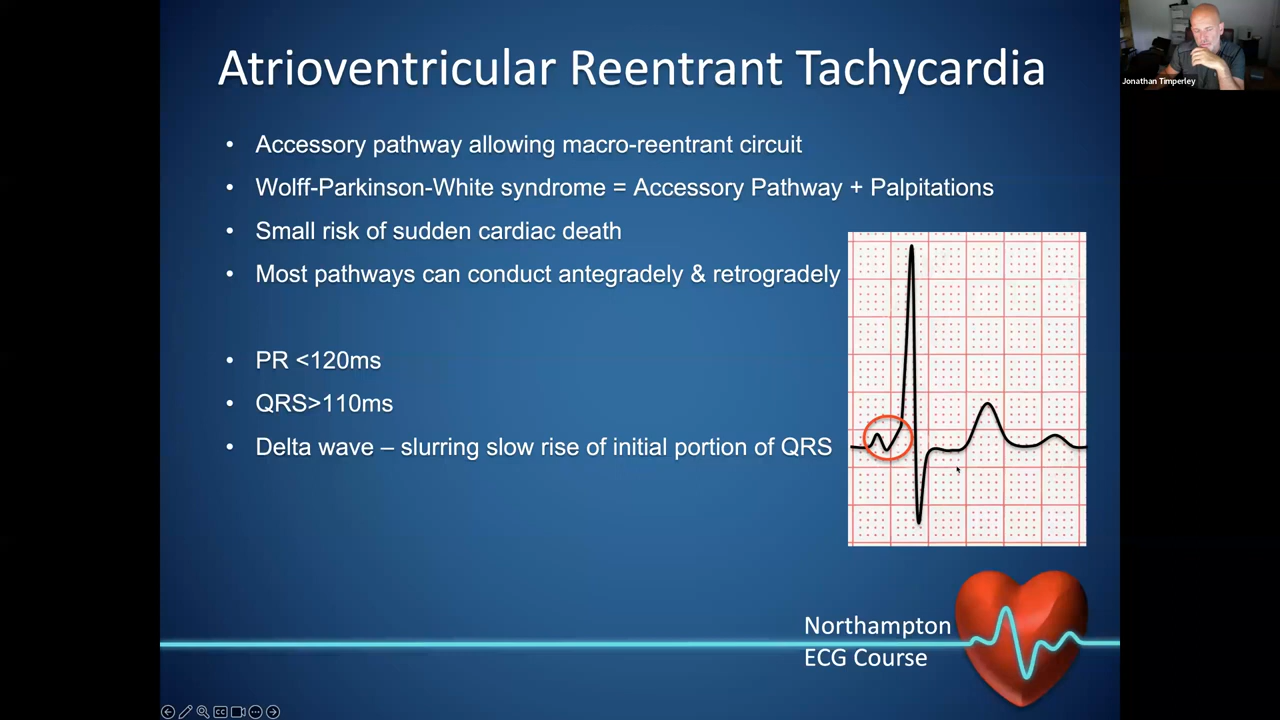 Atrioventricular Reentrant Tachycardia
Jonathan Timperley
• Accessory pathway allowing macro-reentrant circuit
• Wolff-Parkinson-White syndrome = Accessory Pathway + Palpitations
• Small risk of sudden cardiac death
• Most pathways can conduct antegradely & retrogradely
• PR <120ms
• QRS>110ms
• Delta wave – slurring slow rise of initial portion of QRS
Northampton
ECG Course